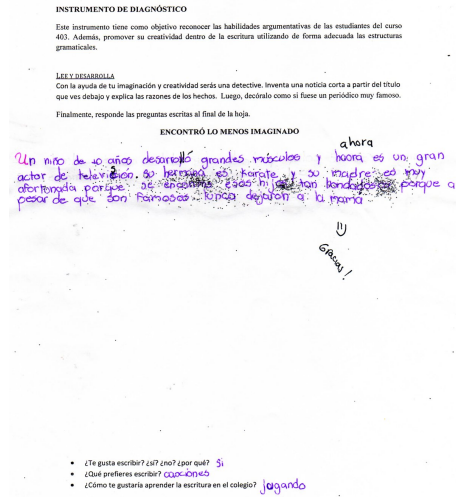 INSTRUMENTO DE DIAGNÓSTICO
Este instrumento tiene como objetivo reconocer las habilidades argumentativas de las estudiantes del curso
403. Además, promover su creatividad dentro de la escritura utilizando de forma adecuada las estructuras
gramaticales.
LEE Y DESARROLLA
Con la ayuda de tu imaginación y creatividad serás una detective. Inventa una noticia corta a partir del título
que ves debajo y explica las razones de los hechos. Luego, decóralo como si fuese un periódico muy famoso.
Finalmente, responde las preguntas escritas al final de la hoja.
ENCONTRÓ LO MENOS IMAGINADO
ahora
Un niño de 10 años desarrolló grandes músculos y haora es un gran
actor de televicion. su hermana es karate y su madre es muy
ofortonada porque se esos hijos tan bondadosos porque a
pesar de que son famosos nunca dejaron a la mamá
Gracias!
• ¿Te gusta escribir? ¿sí? ¿no? ¿por qué? Si
• ¿Qué prefieres escribir? canciones
• ¿Cómo te gustaría aprender la escritura en el colegio? jugando